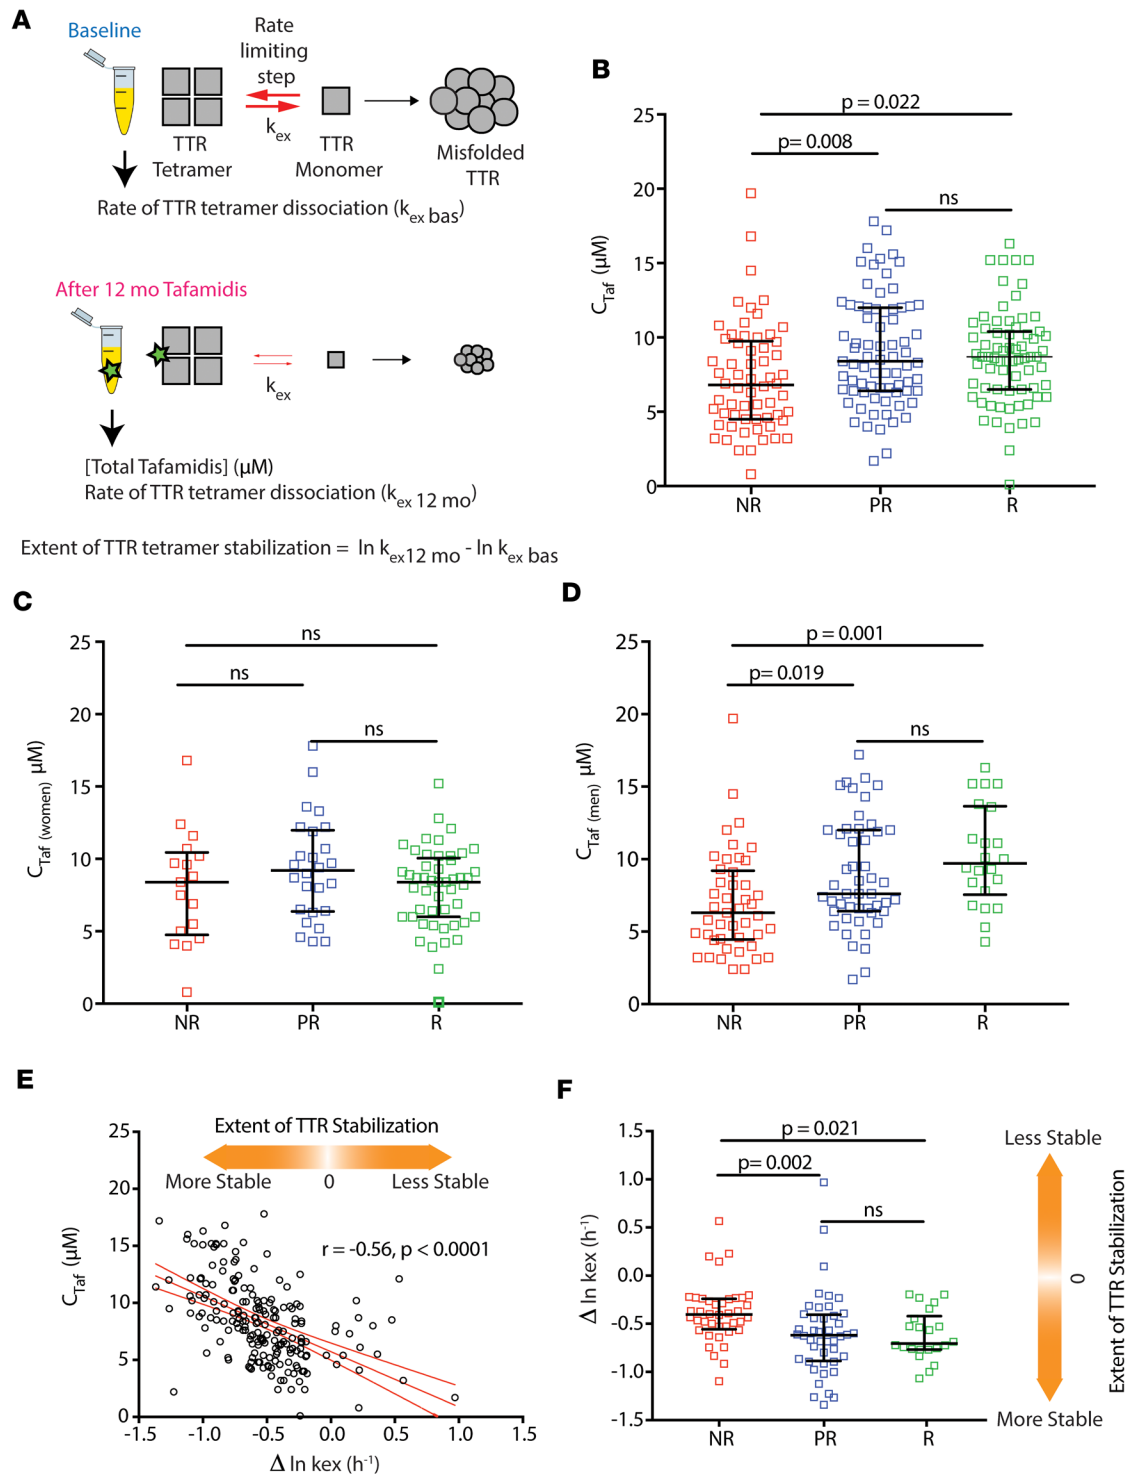 A
Baseline
Rate
limiting
step
kex
TTR
Tetramer
TTR
Monomer
Misfolded
TTR
Rate of TTR tetramer dissociation (kex bas)
After 12 mo Tafamidis
kex
[Total Tafamidis] (μM)
Rate of TTR tetramer dissociation (kex 12 mo)
Extent of TTR tetramer stabilization = ln kex12 mo - ln kex bas
B
p = 0.022
p= 0.008
ns
CTaf (μM)
25
20
15
10
5
0
NR PR R
C
ns
ns
ns
CTaf (women) μM)
25
20
15
10
5
0
NR PR R
D
p = 0.001
p= 0.019
ns
CTaf (men) μM)
25
20
15
10
5
0
NR PR R
E
Extent of TTR Stabilization
More Stable 0 Less Stable
r = -0.56, p < 0.0001
CTaf (μM)
25
20
15
10
5
0
-1.5 -1.0 -0.5 0.0 0.5 1.0 1.5
Δ ln kex (h-1)
F
p = 0.021
p= 0.002
ns
Δ ln kex (h-1)
1.5
1.0
0.5
0.0
-0.5
-1.0
-1.5
NR PR R
Less Stable
0
Extent of TTR Stabilization
More Stable